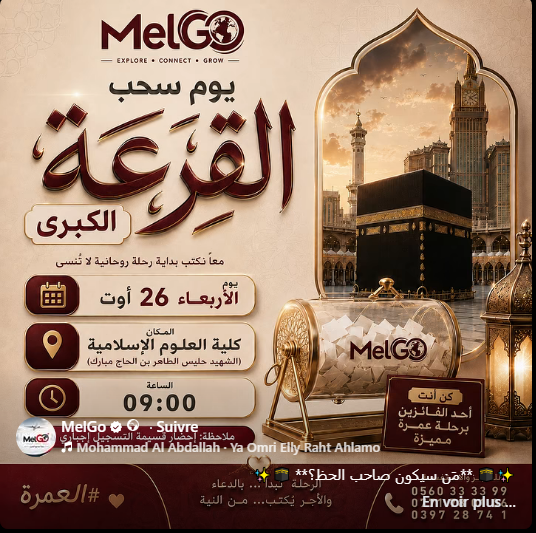 MelGO
EXPLORE • CONNECT • GROW
يوم سحب
القرعة
الكبرى
معاً نكتب بداية رحلة روحانية لا تُنسى
يوم
الأربعاء 26 أوت
المكان
كلية العلوم الإسلامية
(الشهيد حليس الطاهر بن الحاج مبارك)
الساعة
09:00
MelGO
كن أنت
أحد الفائزين
برحلة عمرة
مميزة
ملاحظة: إحضار قسيمة التسجيل إجباري
MelGO
MelGo · Suivre
Mohammad Al Abdallah - Ya Omri Elly Raht Ahlamo
✨📦 **من سيكون صاحب الحظ؟** 📦✨
En voir plus...
#العمرة
الرحلة تبدأ... بالدعاء
والأجر يُكتب... من النية
0560 33 33 99
0397 28 74 1